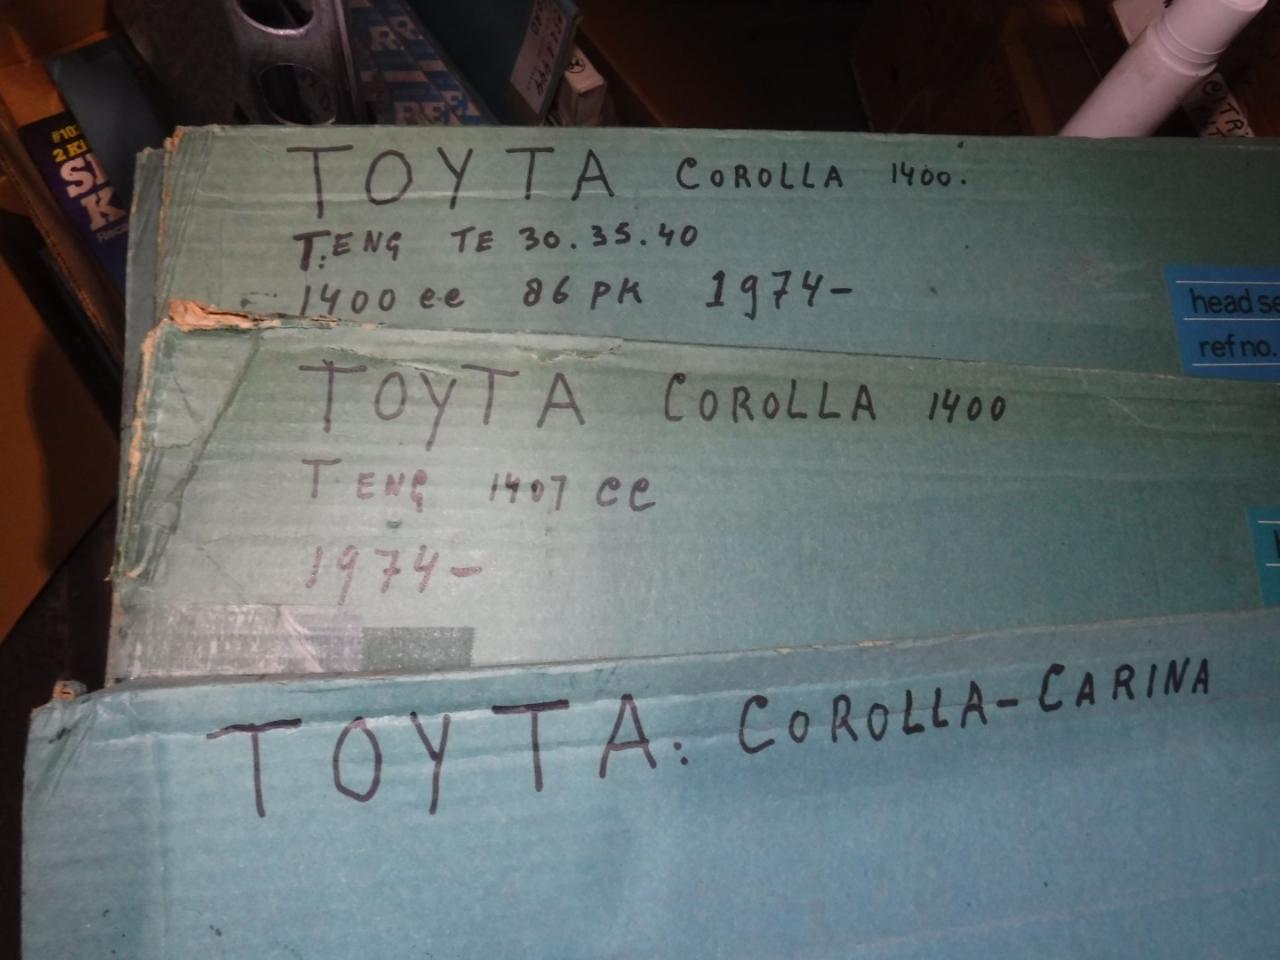 TOYTA COROLLA 1400.
T.ENG TE 30.35.40
1400 cc 86 PK 1974-
head se
ref no.
TOYTA COROLLA 1400
T ENG 1407 CC
1974-
TOYTA: COROLLA-CARINA